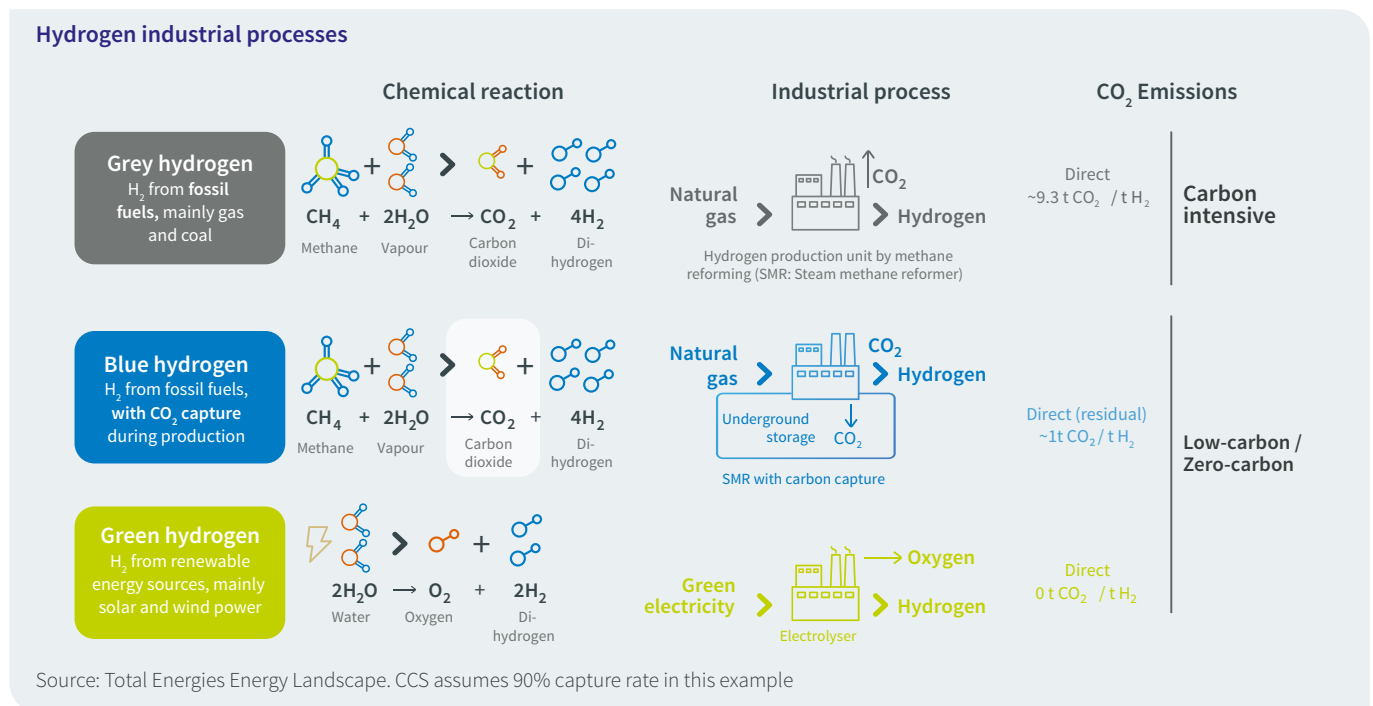 Hydrogen industrial processes
Chemical reaction
Industrial process
CO₂ Emissions
Grey hydrogen
H₂ from fossil
fuels, mainly gas
and coal
CH₄ + 2H₂O → CO₂ + 4H₂
Methane
Vapour
Carbon
dioxide
Di-
hydrogen
Natural
gas
CO₂
Hydrogen
Hydrogen production unit by methane
reforming (SMR: Steam methane reformer)
Direct
~9.3 t CO₂ / t H₂
Carbon
intensive
Blue hydrogen
H₂ from fossil fuels,
with CO₂ capture
during production
CH₄ + 2H₂O → CO₂ + 4H₂
Methane
Vapour
Carbon
dioxide
Di-
hydrogen
Natural
gas
CO₂
Hydrogen
Underground
storage
CO₂
SMR with carbon capture
Direct (residual)
~1t CO₂/ t H₂
Low-carbon /
Zero-carbon
Green hydrogen
H₂ from renewable
energy sources, mainly
solar and wind power
2H₂O → O₂ + 2H₂
Water
Oxygen
Di-
hydrogen
Green
electricity
Oxygen
Hydrogen
Electrolyser
Direct
0 t CO₂ / t H₂
Source: Total Energies Energy Landscape. CCS assumes 90% capture rate in this example